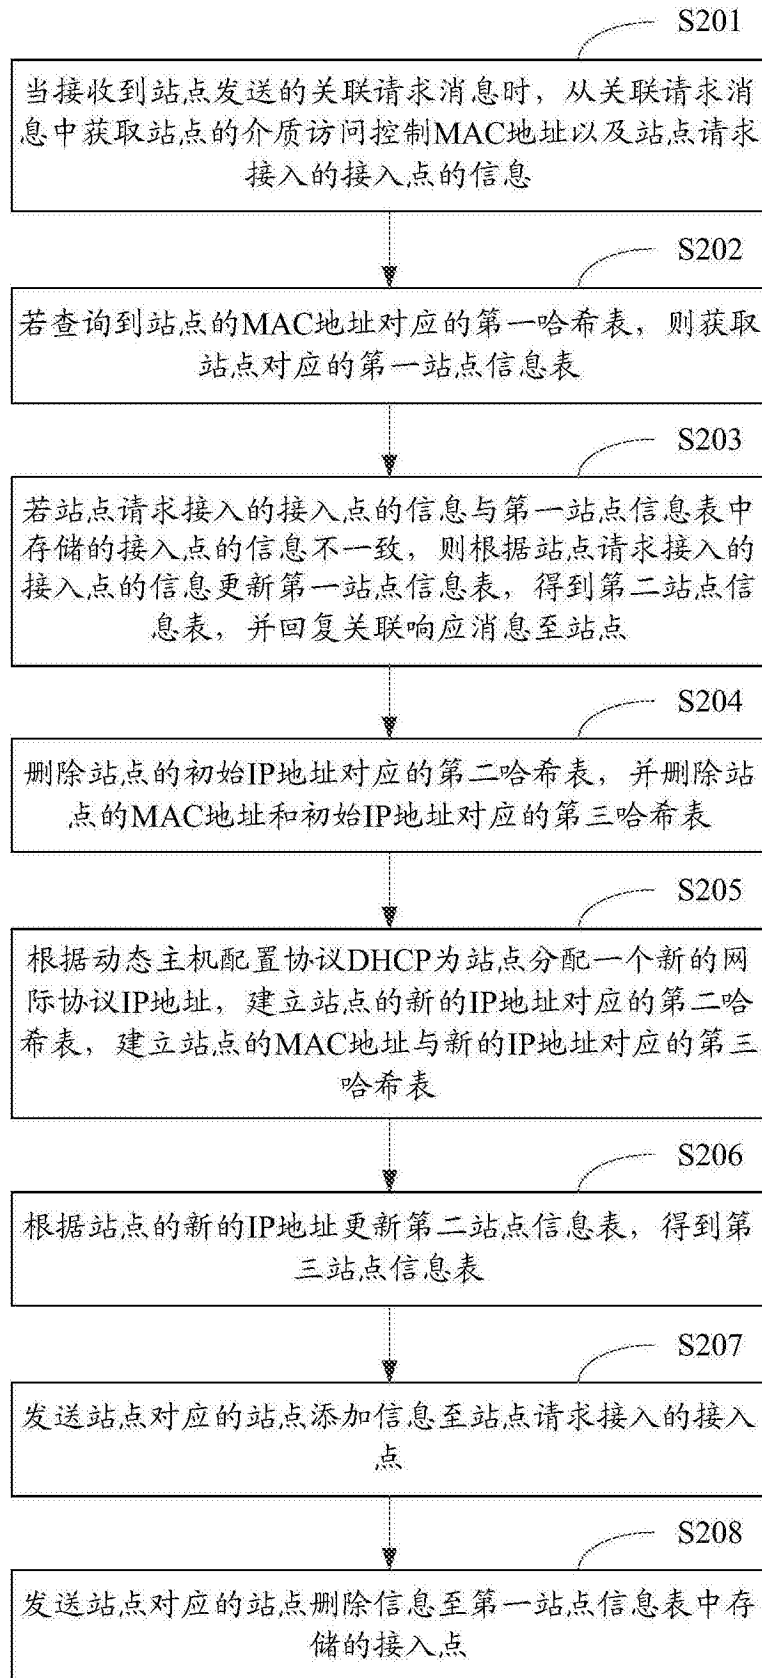 S201
当接收到站点发送的关联请求消息时，从关联请求消
息中获取站点的介质访问控制MAC地址以及站点请求
接入的接入点的信息
S202
若查询到站点的MAC地址对应的第一哈希表，则获取
站点对应的第一站点信息表
S203
若站点请求接入的接入点的信息与第一站点信息表中
存储的接入点的信息不一致，则根据站点请求接入的
接入点的信息更新第一站点信息表，得到第二站点信
息表，并回复关联响应消息至站点
S204
删除站点的初始IP地址对应的第二哈希表，并删除站
点的MAC地址和初始IP地址对应的第三哈希表
S205
根据动态主机配置协议DHCP为站点分配一个新的网
际协议IP地址，建立站点的新的IP地址对应的第二哈
希表，建立站点的MAC地址与新的IP地址对应的第三
哈希表
S206
根据站点的新的IP地址更新第二站点信息表，得到第
三站点信息表
S207
发送站点对应的站点添加信息至站点请求接入的接入
点
S208
发送站点对应的站点删除信息至第一站点信息表中存
储的接入点